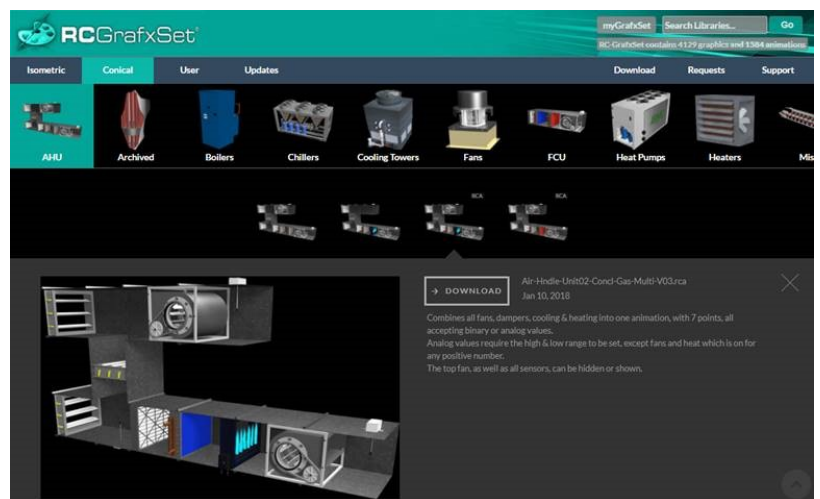 RCGrafxSet
myGrafxSet Search Libraries... Go
RC-GrafxSet contains 4129 graphics and 1384 animations
Isometric Conical User Updates Download Requests Support
AHU Archived Boilers Chillers Cooling Towers Fans FCU Heat Pumps Heaters Mis
RCA RCA
→ DOWNLOAD
Air-Hndle-Unit02-Concl-Gas-Multi-V03.rca
Jan 10, 2018
Combines all fans, dampers, cooling & heating into one animation, with 7 points, all
accepting binary or analog values.
Analog values require the high & low range to be set, except fans and heat which is on for
any positive number.
The top fan, as well as all sensors, can be hidden or shown.